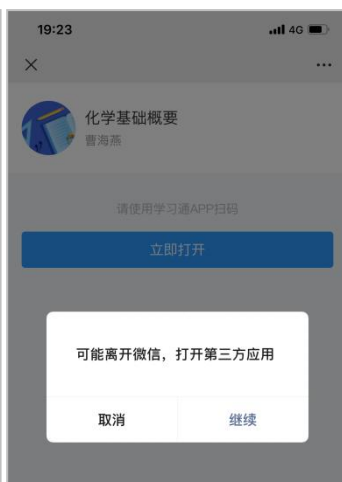 19:23
4G
化学基础概要
曹海燕
请使用学习通APP扫码
立即打开
可能离开微信，打开第三方应用
取消
继续